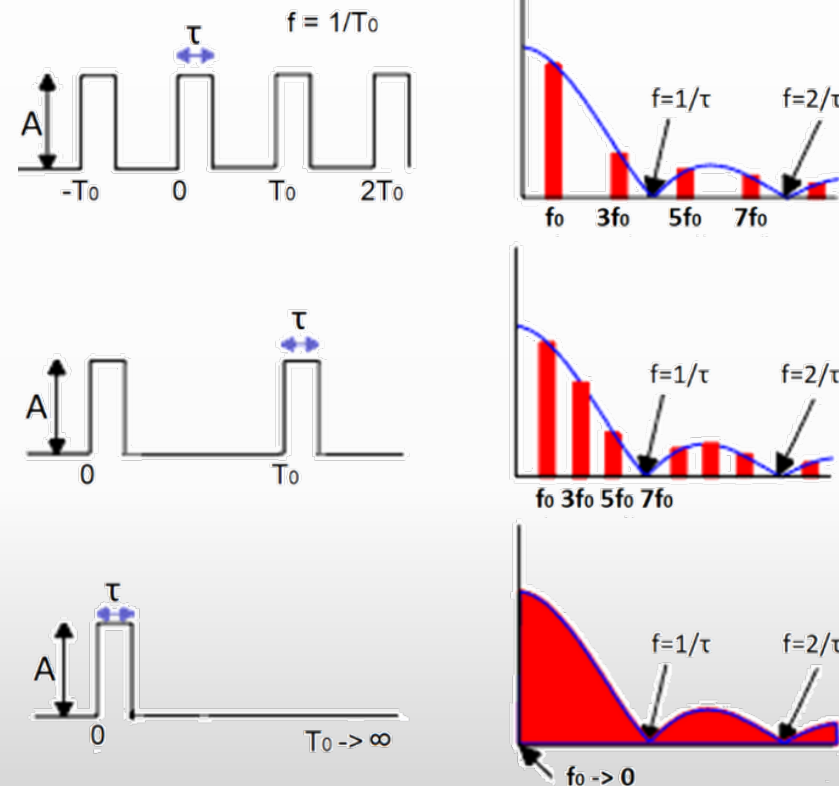 τ
f = 1/T₀
A
-T₀ 0 T₀ 2T₀
f=1/τ f=2/τ
f₀ 3f₀ 5f₀ 7f₀
τ
A
0 T₀
f=1/τ f=2/τ
f₀ 3f₀ 5f₀ 7f₀
τ
A
0 T₀ -> ∞
f=1/τ f=2/τ
f₀ -> 0